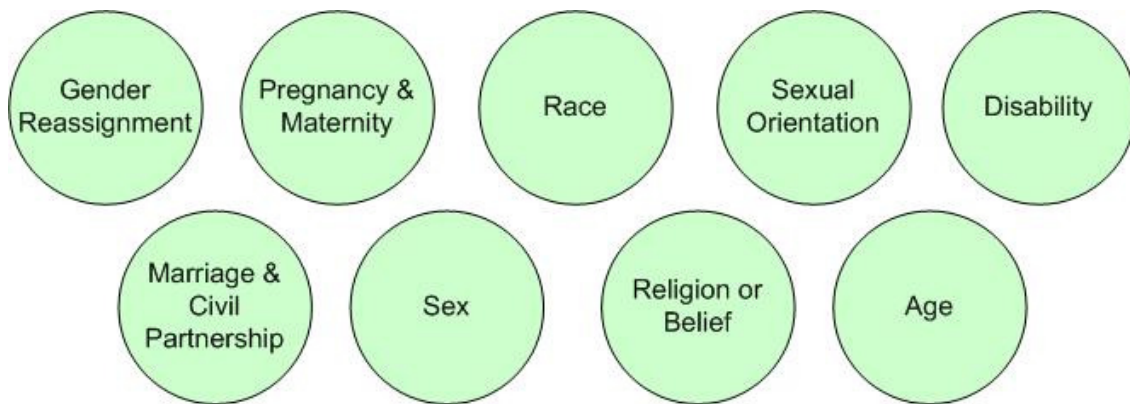 Gender
Reassignment
Pregnancy &
Maternity
Race
Sexual
Orientation
Disability
Marriage &
Civil
Partnership
Sex
Religion or
Belief
Age